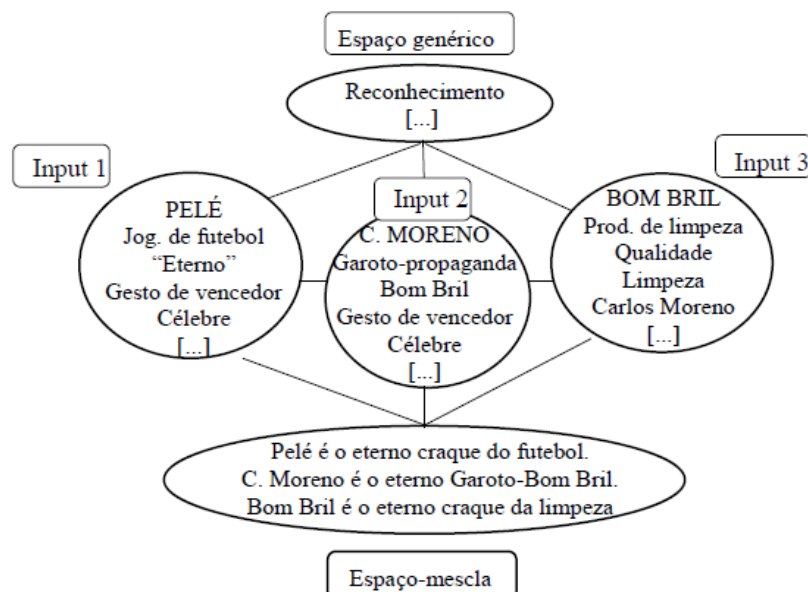 Espaço genérico
Reconhecimento
[...]
Input 1
PELÉ
Jog. de futebol
“Eterno”
Gesto de vencedor
Célebre
[...]
Input 2
C. MORENO
Garoto-propaganda
Bom Bril
Gesto de vencedor
Célebre
[...]
Input 3
BOM BRIL
Prod. de limpeza
Qualidade
Limpeza
Carlos Moreno
[...]
Pelé é o eterno craque do futebol.
C. Moreno é o eterno Garoto-Bom Bril.
Bom Bril é o eterno craque da limpeza
Espaço-mescla